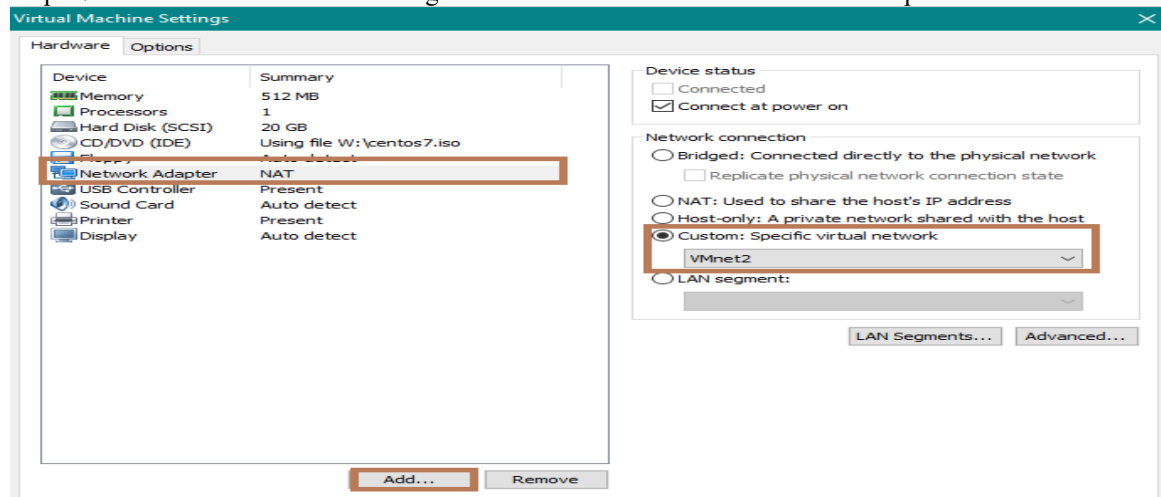 Virtual Machine Settings
Hardware Options
Device Summary
Memory 512 MB
Processors 1
Hard Disk (SCSI) 20 GB
CD/DVD (IDE) Using file W:\centos7.iso
Floppy Auto detect
Network Adapter NAT
USB Controller Present
Sound Card Auto detect
Printer Present
Display Auto detect
Add... Remove
Device status
Connected
Connect at power on
Network connection
Bridged: Connected directly to the physical network
Replicate physical network connection state
NAT: Used to share the host's IP address
Host-only: A private network shared with the host
Custom: Specific virtual network
VMnet2
LAN segment:
LAN Segments... Advanced...